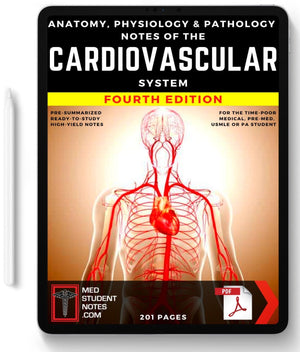 ANATOMY, PHYSIOLOGY & PATHOLOGY
NOTES OF THE
CARDIOVASCULAR
SYSTEM
FOURTH EDITION
PRE-SUMMARIZED
READY-TO-STUDY
HIGH-YIELD NOTES
FOR THE TIME-POOR
MEDICAL, PRE-MED,
USMLE OR PA STUDENT
MED
STUDENT
NOTES
.COM
201 PAGES
PDF